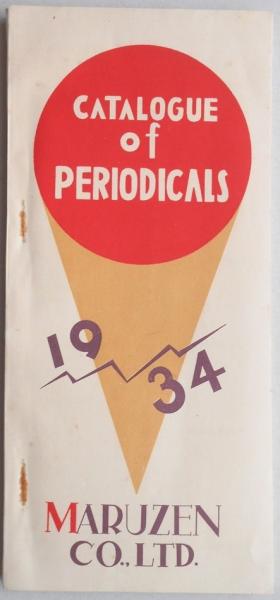 CATALOGUE
of
PERIODICALS
19
34
MARUZEN
CO., LTD.